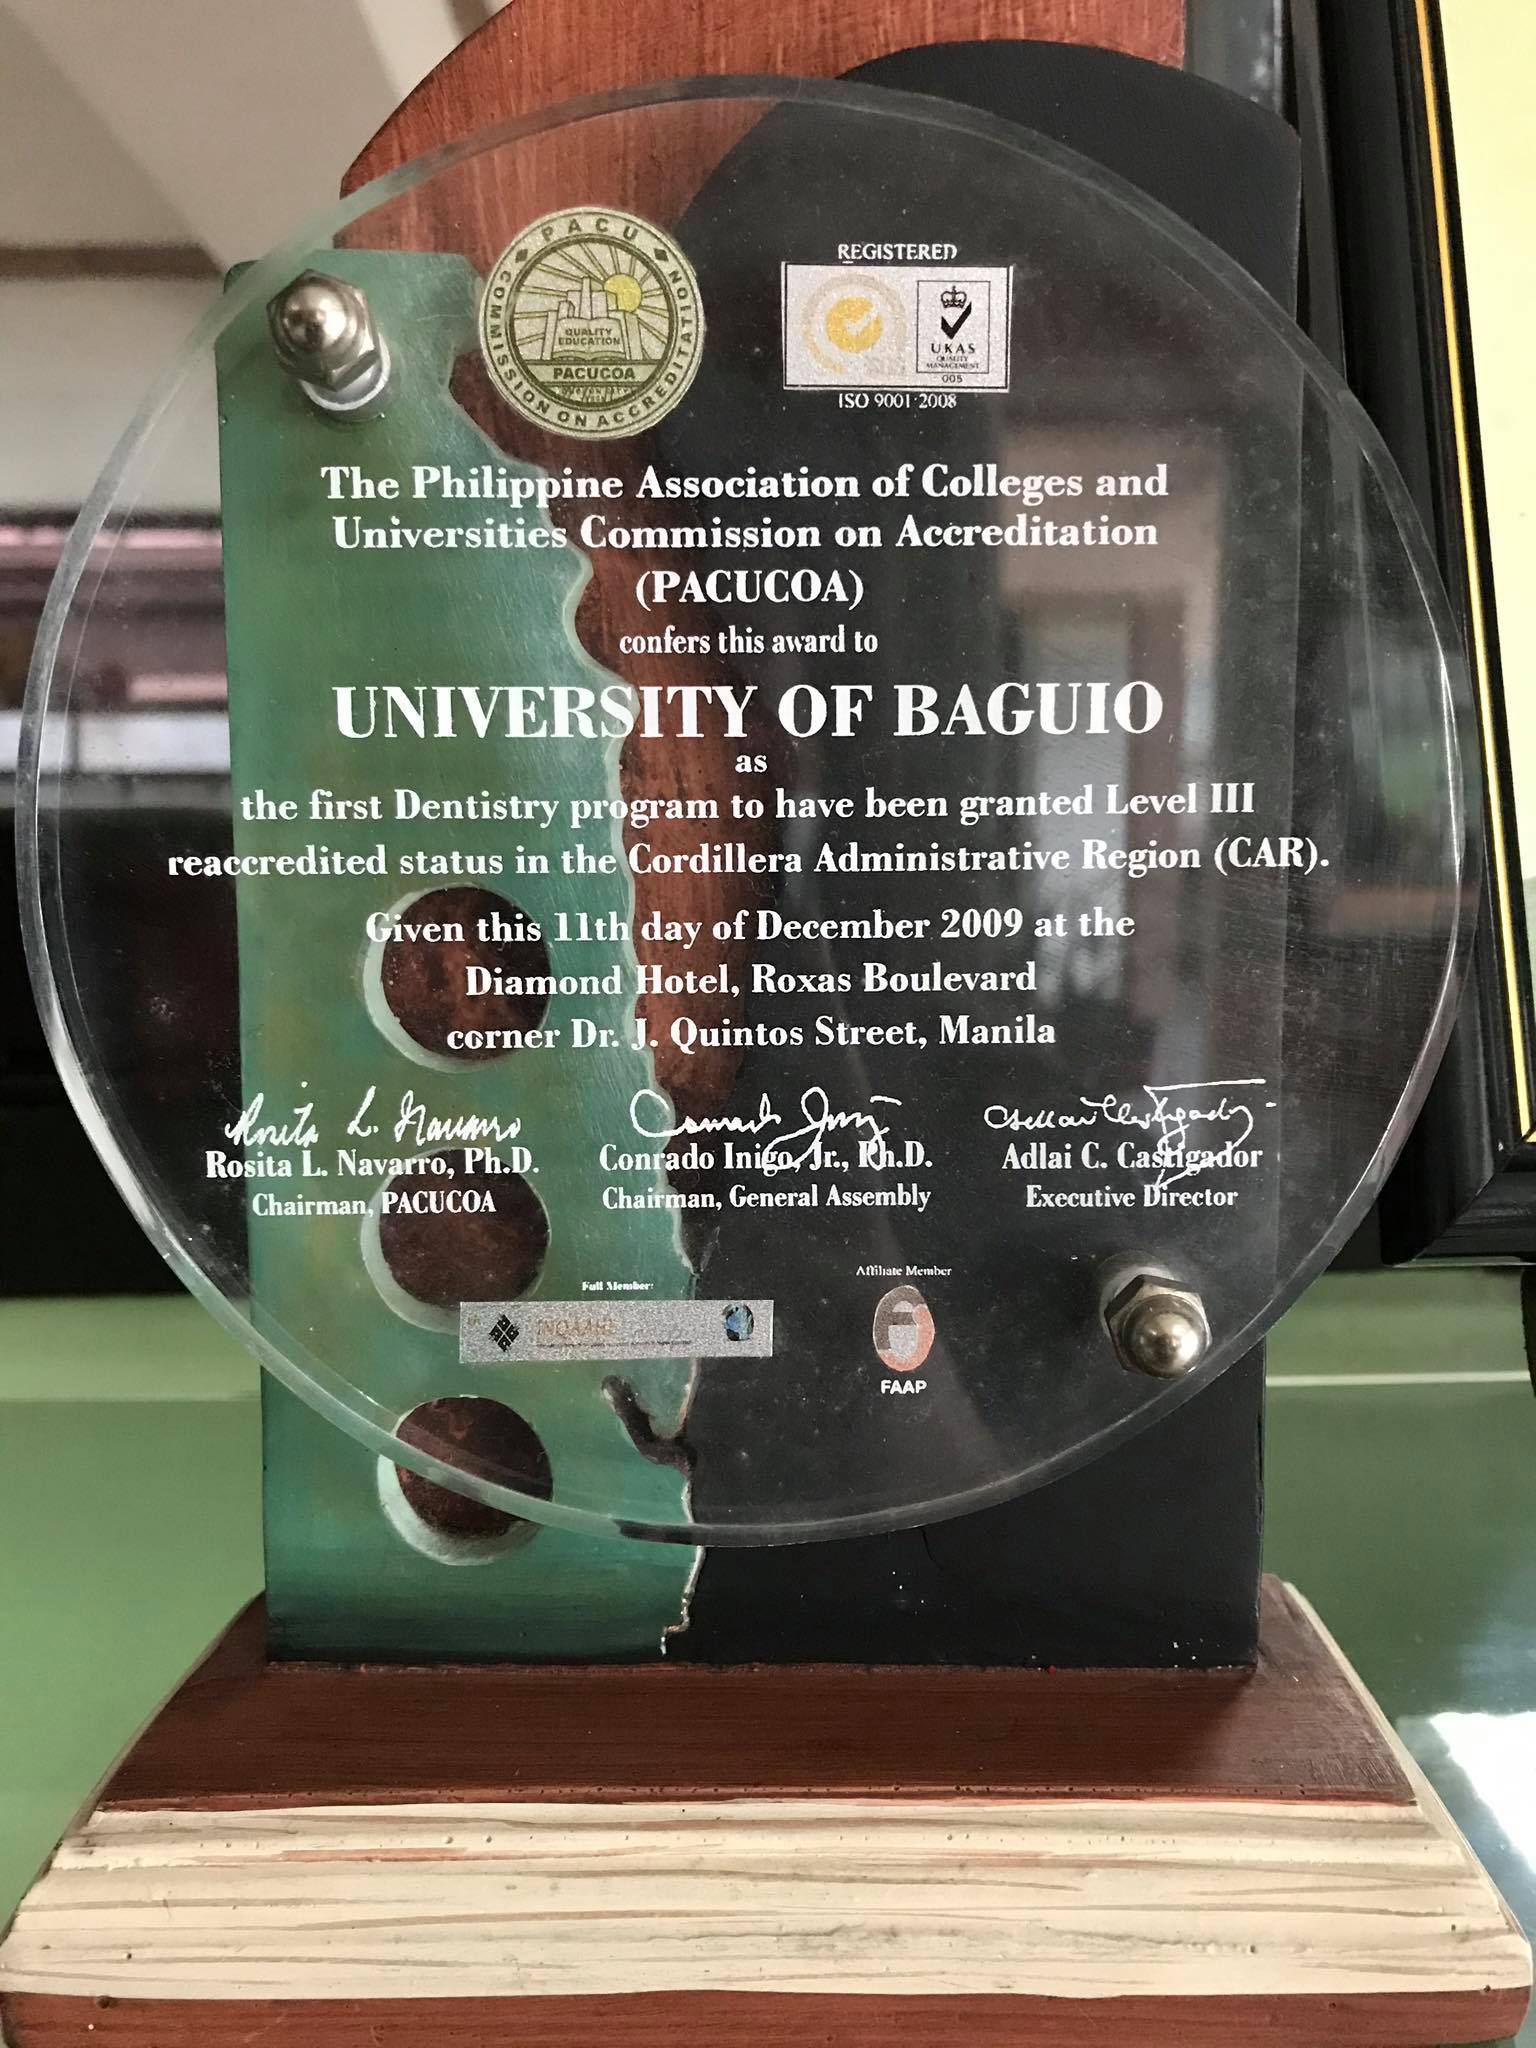 PACU
COMMISSION ON ACCREDITATION
QUALITY
EDUCATION
PACUCOA
REGISTERED
UKAS
QUALITY
MANAGEMENT
005
ISO 9001:2008
The Philippine Association of Colleges and
Universities Commission on Accreditation
(PACUCOA)
confers this award to
UNIVERSITY OF BAGUIO
as
the first Dentistry program to have been granted Level III
reaccredited status in the Cordillera Administrative Region (CAR).
Given this 11th day of December 2009 at the
Diamond Hotel, Roxas Boulevard
corner Dr. J. Quintos Street, Manila
Rosita L. Navarro
Rosita L. Navarro, Ph.D. Conrado Inigo, Jr., Ph.D. Adlai C. Castigador
Chairman, PACUCOA Chairman, General Assembly Executive Director
Full Member: Affiliate Member
INQAAHE
FAAP